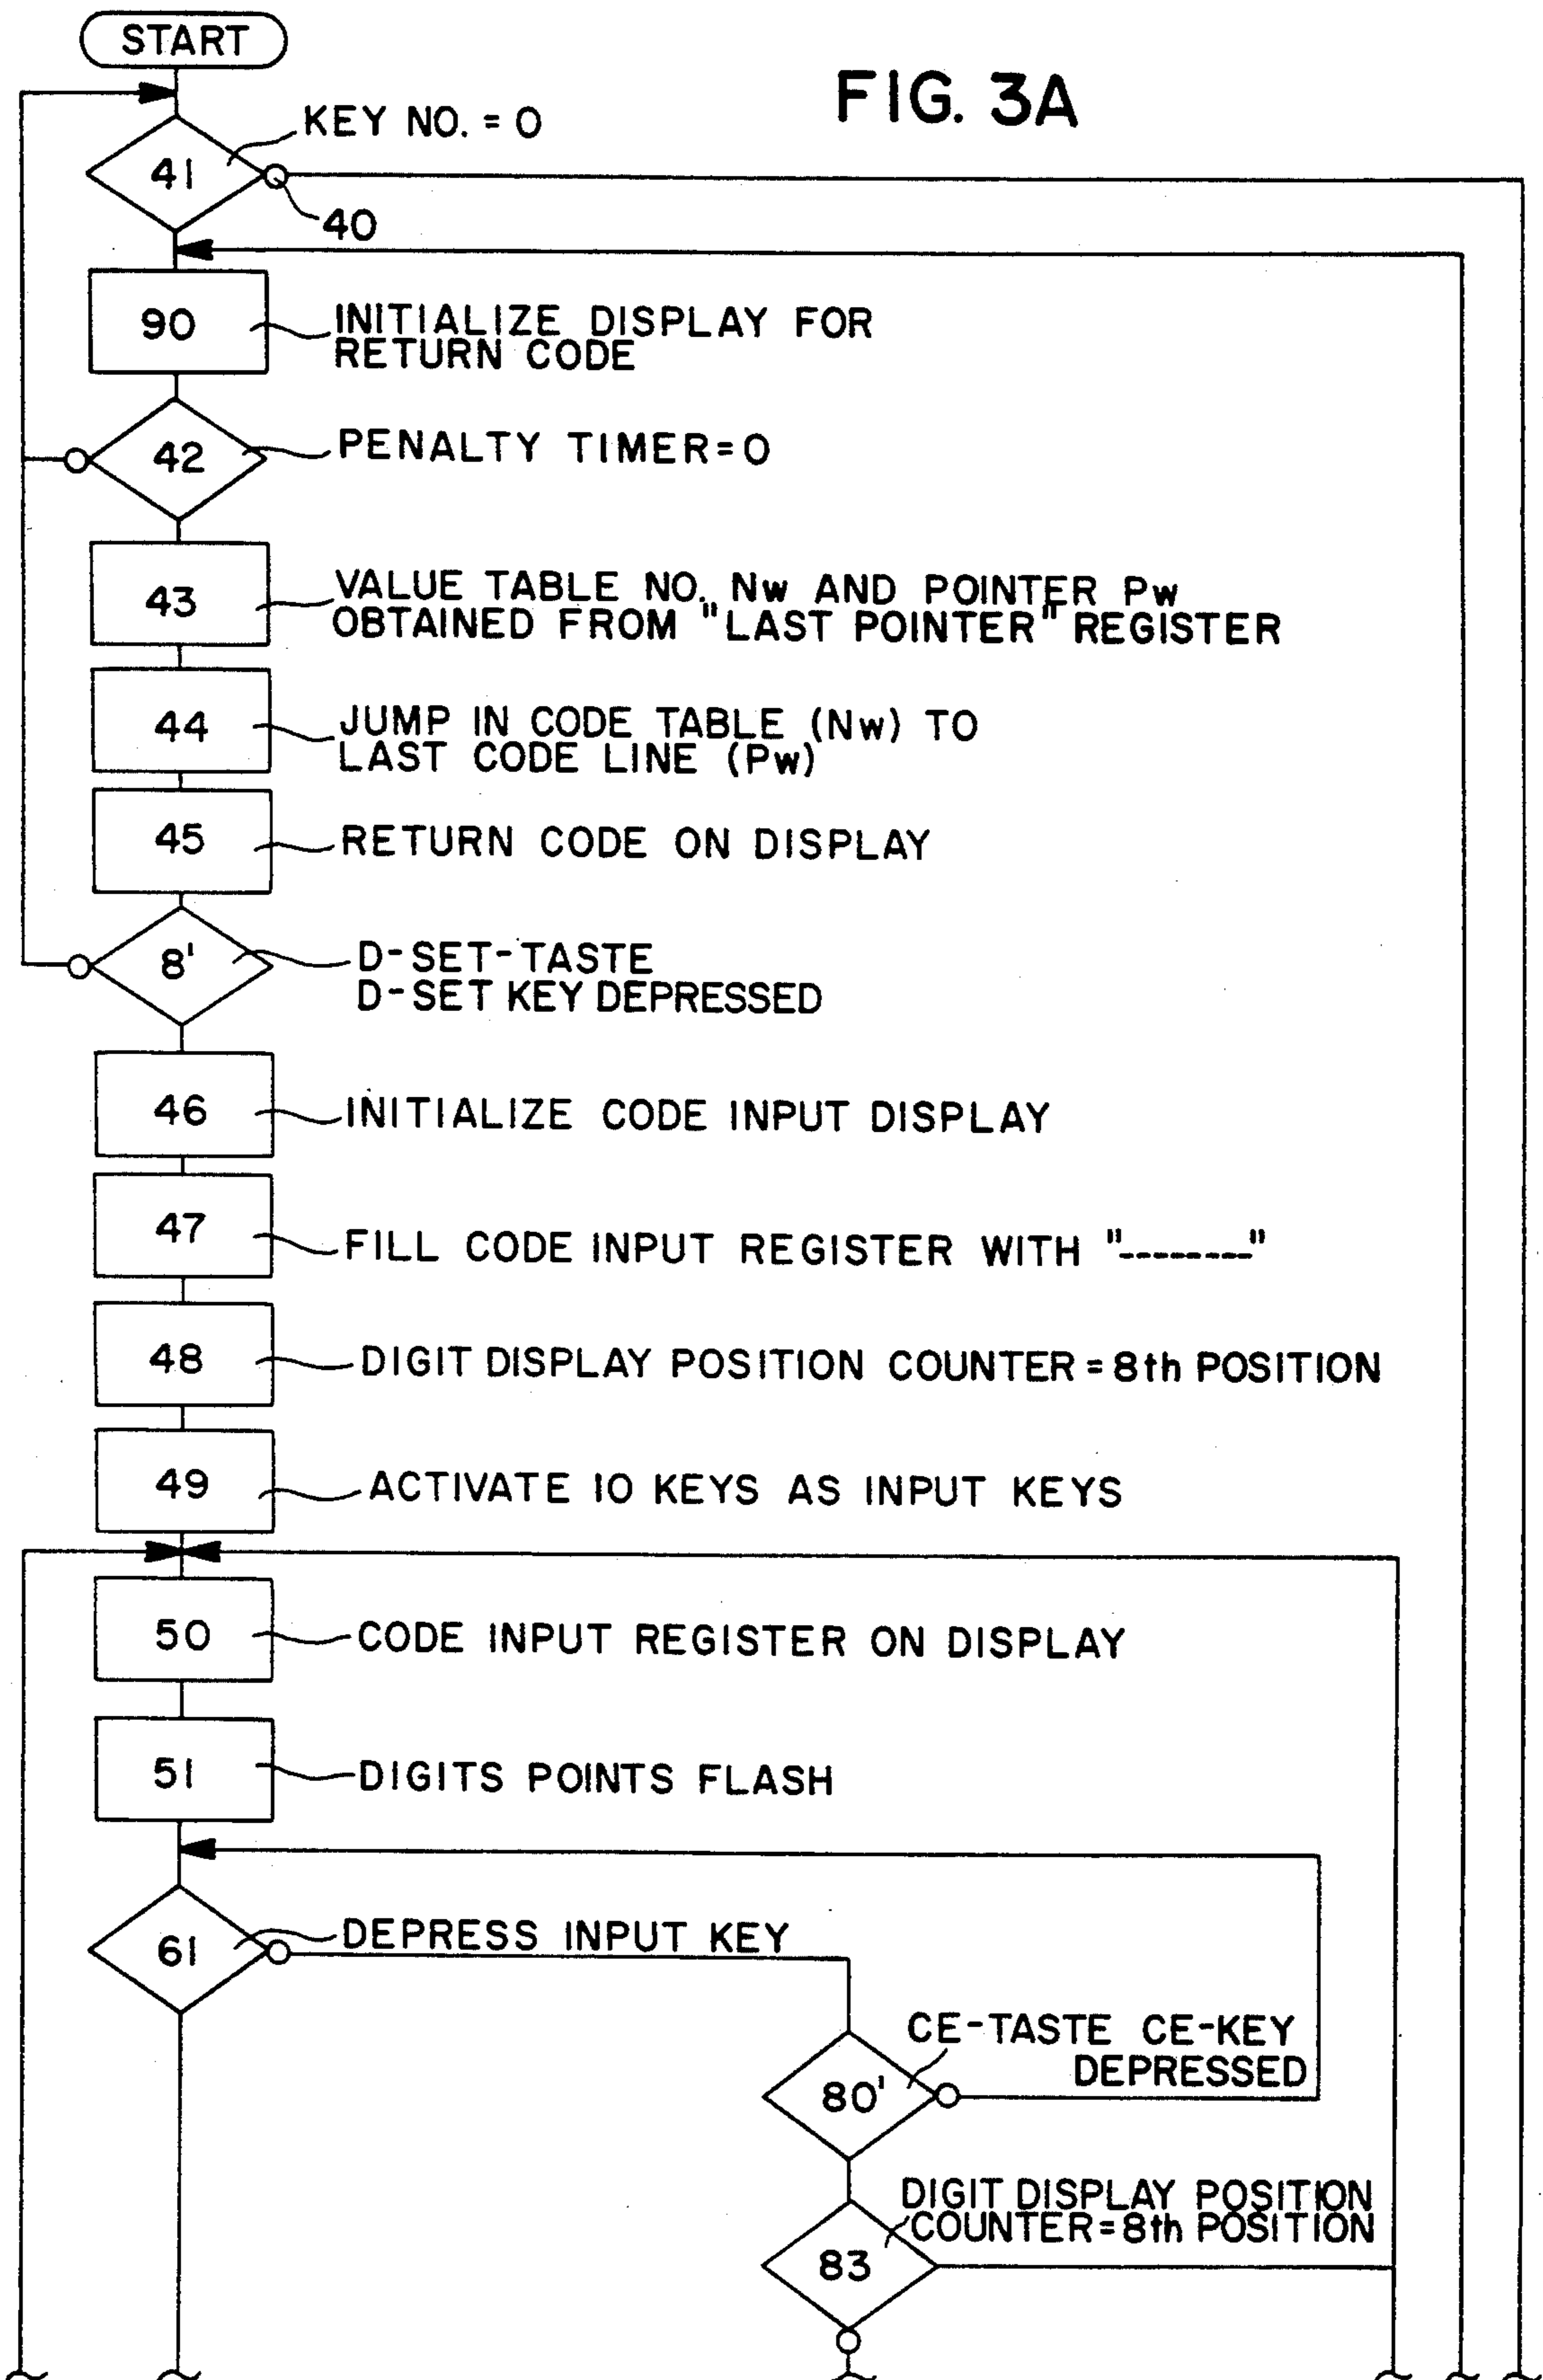 START
FIG. 3A
KEY NO. = 0
41
40
90
INITIALIZE DISPLAY FOR
RETURN CODE
42
PENALTY TIMER=0
43
VALUE TABLE NO. Nw AND POINTER Pw
OBTAINED FROM "LAST POINTER" REGISTER
44
JUMP IN CODE TABLE (Nw) TO
LAST CODE LINE (Pw)
45
RETURN CODE ON DISPLAY
8'
D-SET-TASTE
D-SET KEY DEPRESSED
46
INITIALIZE CODE INPUT DISPLAY
47
FILL CODE INPUT REGISTER WITH "--------"
48
DIGIT DISPLAY POSITION COUNTER = 8th POSITION
49
ACTIVATE 10 KEYS AS INPUT KEYS
50
CODE INPUT REGISTER ON DISPLAY
51
DIGITS POINTS FLASH
61
DEPRESS INPUT KEY
CE-TASTE CE-KEY
DEPRESSED
80'
DIGIT DISPLAY POSITION
COUNTER=8th POSITION
83